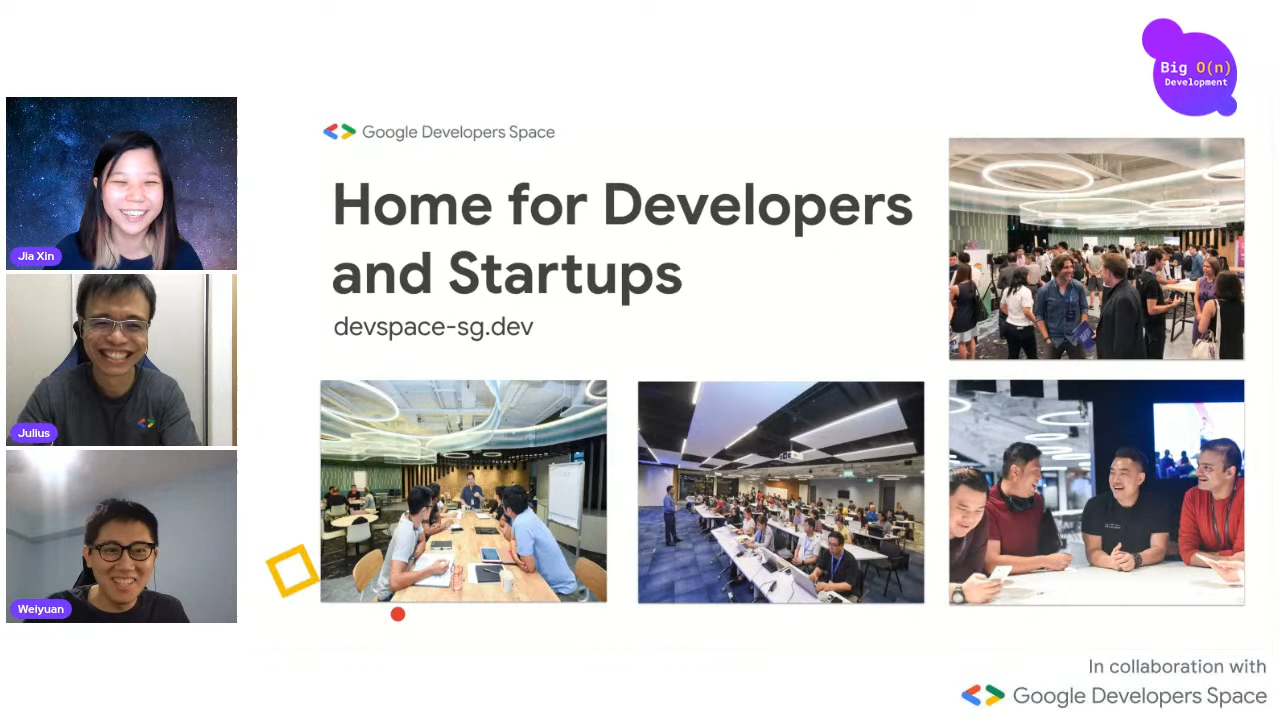 Big O(n)
Development
Google Developers Space
Home for Developers
and Startups
devspace-sg.dev
Jia Xin
Julius
Weiyuan
In collaboration with
Google Developers Space